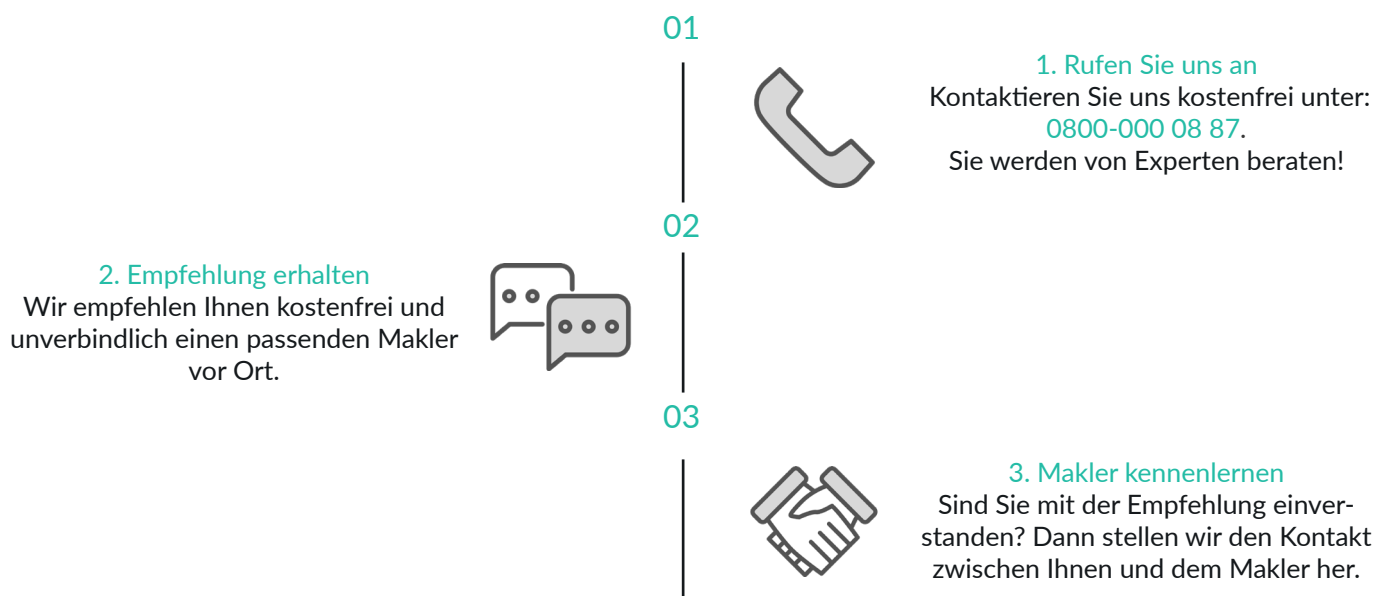 01
1. Rufen Sie uns an
Kontaktieren Sie uns kostenfrei unter:
0800-000 08 87.
Sie werden von Experten beraten!
02
2. Empfehlung erhalten
Wir empfehlen Ihnen kostenfrei und
unverbindlich einen passenden Makler
vor Ort.
03
3. Makler kennenlernen
Sind Sie mit der Empfehlung einver-
standen? Dann stellen wir den Kontakt
zwischen Ihnen und dem Makler her.